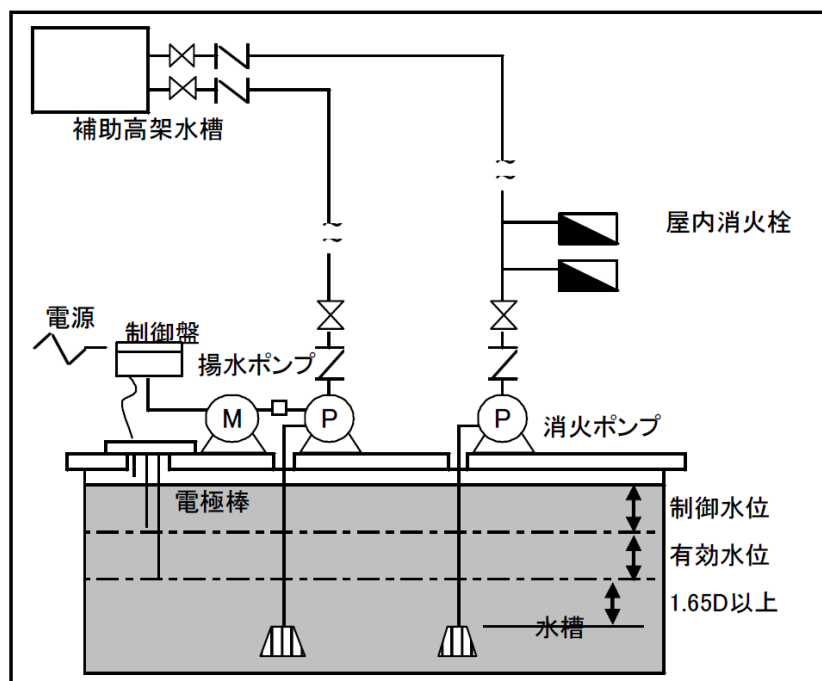 補助高架水槽
屋内消火栓
電源
制御盤
揚水ポンプ
M
P
P
消火ポンプ
電極棒
制御水位
有効水位
1.65D以上
水槽